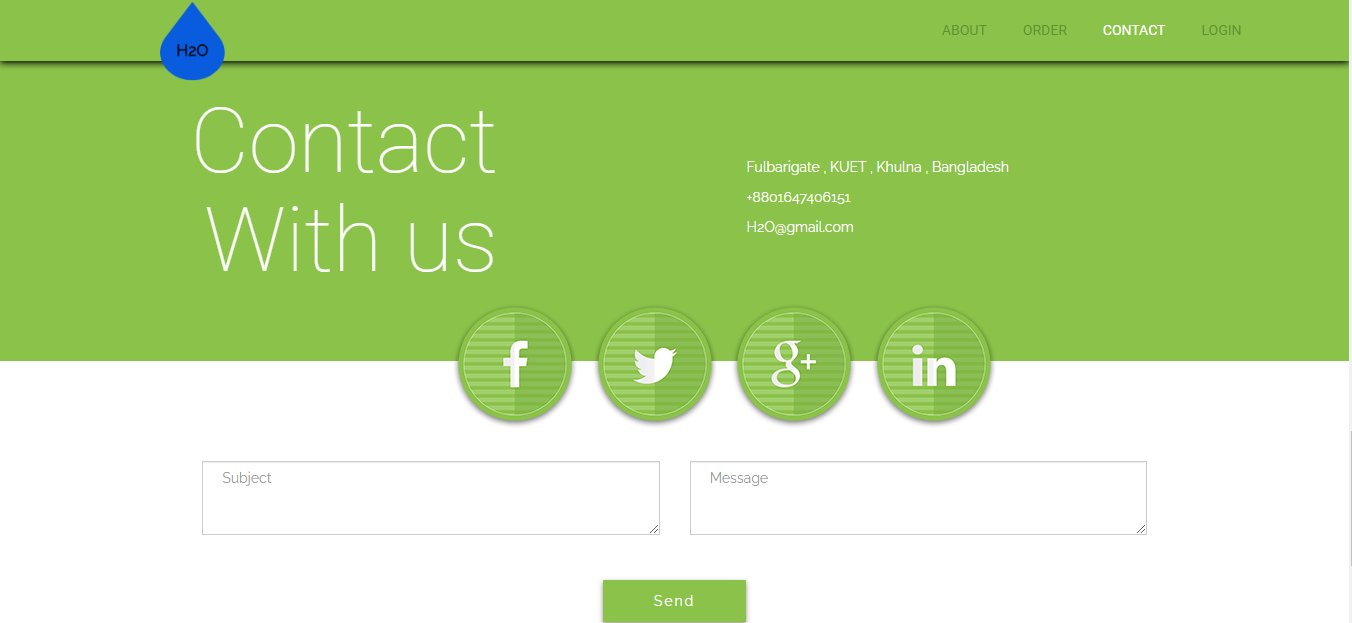 H2O
ABOUT ORDER CONTACT LOGIN
Contact
With us
Fulbarigate , KUET , Khulna , Bangladesh
+8801647406151
H2O@gmail.com
f g+ in
Subject Message
Send